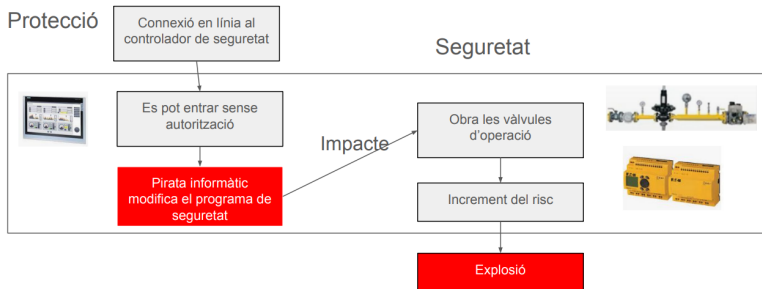 Protecció
Connexió en línia al
controlador de seguretat
Seguretat
Es pot entrar sense
autorització
Pirata informàtic
modifica el programa de
seguretat
Impacte
Obra les vàlvules
d’operació
Increment del risc
Explosió